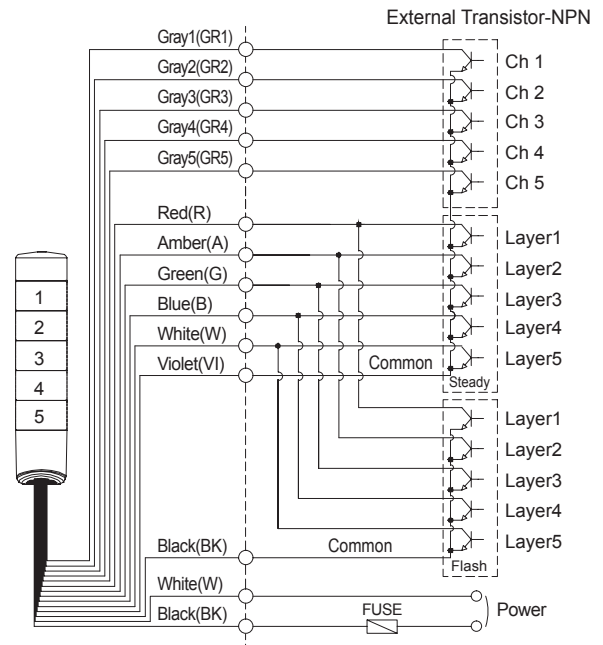 External Transistor-NPN
Gray1(GR1)
Ch 1
Gray2(GR2)
Ch 2
Gray3(GR3)
Ch 3
Gray4(GR4)
Ch 4
Gray5(GR5)
Ch 5
Red(R)
Layer1
Amber(A)
Layer2
Green(G)
Layer3
Blue(B)
Layer4
White(W)
Layer5
Violet(VI)
Common
Steady
1
2
3
4
5
Layer1
Layer2
Layer3
Layer4
Layer5
Black(BK)
Common
Flash
White(W)
Black(BK)
FUSE
Power